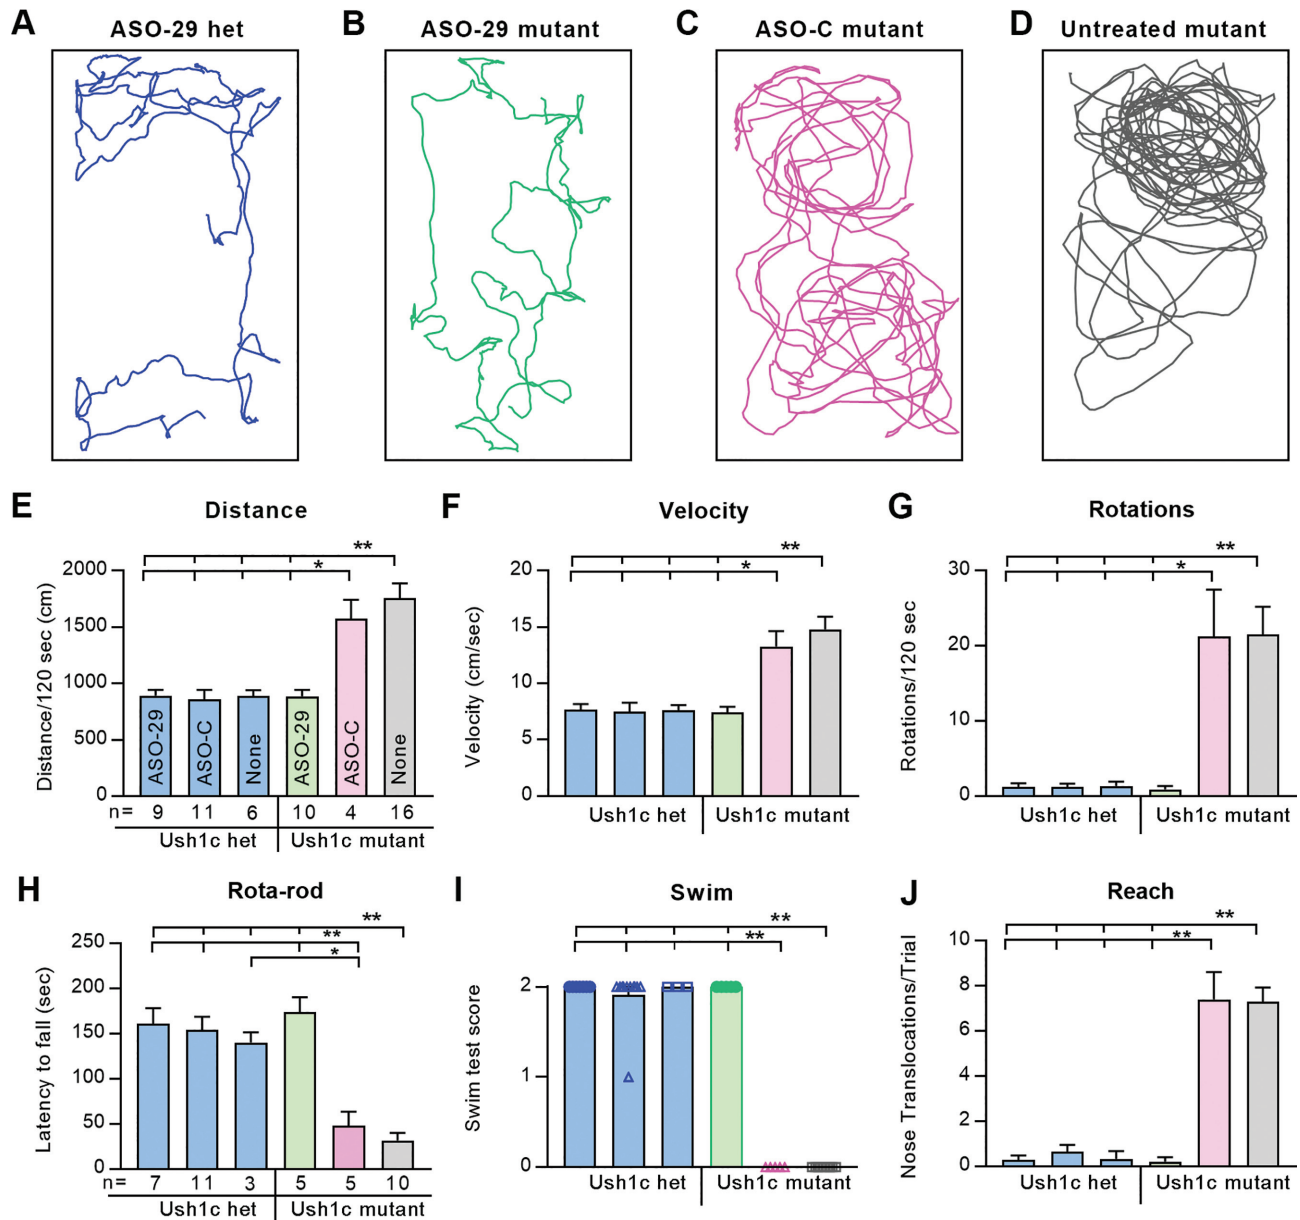 A ASO-29 het
B ASO-29 mutant
C ASO-C mutant
D Untreated mutant
E Distance
** 
*
Distance/120 sec (cm)
2000
1500
1000
500
0
ASO-29 ASO-C None ASO-29 ASO-C None
n= 9 11 6 10 4 16
Ush1c het Ush1c mutant
F Velocity
**
*
Velocity (cm/sec)
20
15
10
5
0
Ush1c het Ush1c mutant
G Rotations
**
*
Rotations/120 sec
30
20
10
0
Ush1c het Ush1c mutant
H Rota-rod
**
**
*
Latency to fall (sec)
250
200
150
100
50
0
n= 7 11 3 5 5 10
Ush1c het Ush1c mutant
I Swim
**
**
Swim test score
2
1
0
Ush1c het Ush1c mutant
J Reach
**
**
Nose Translocations/Trial
10
8
6
4
2
0
Ush1c het Ush1c mutant